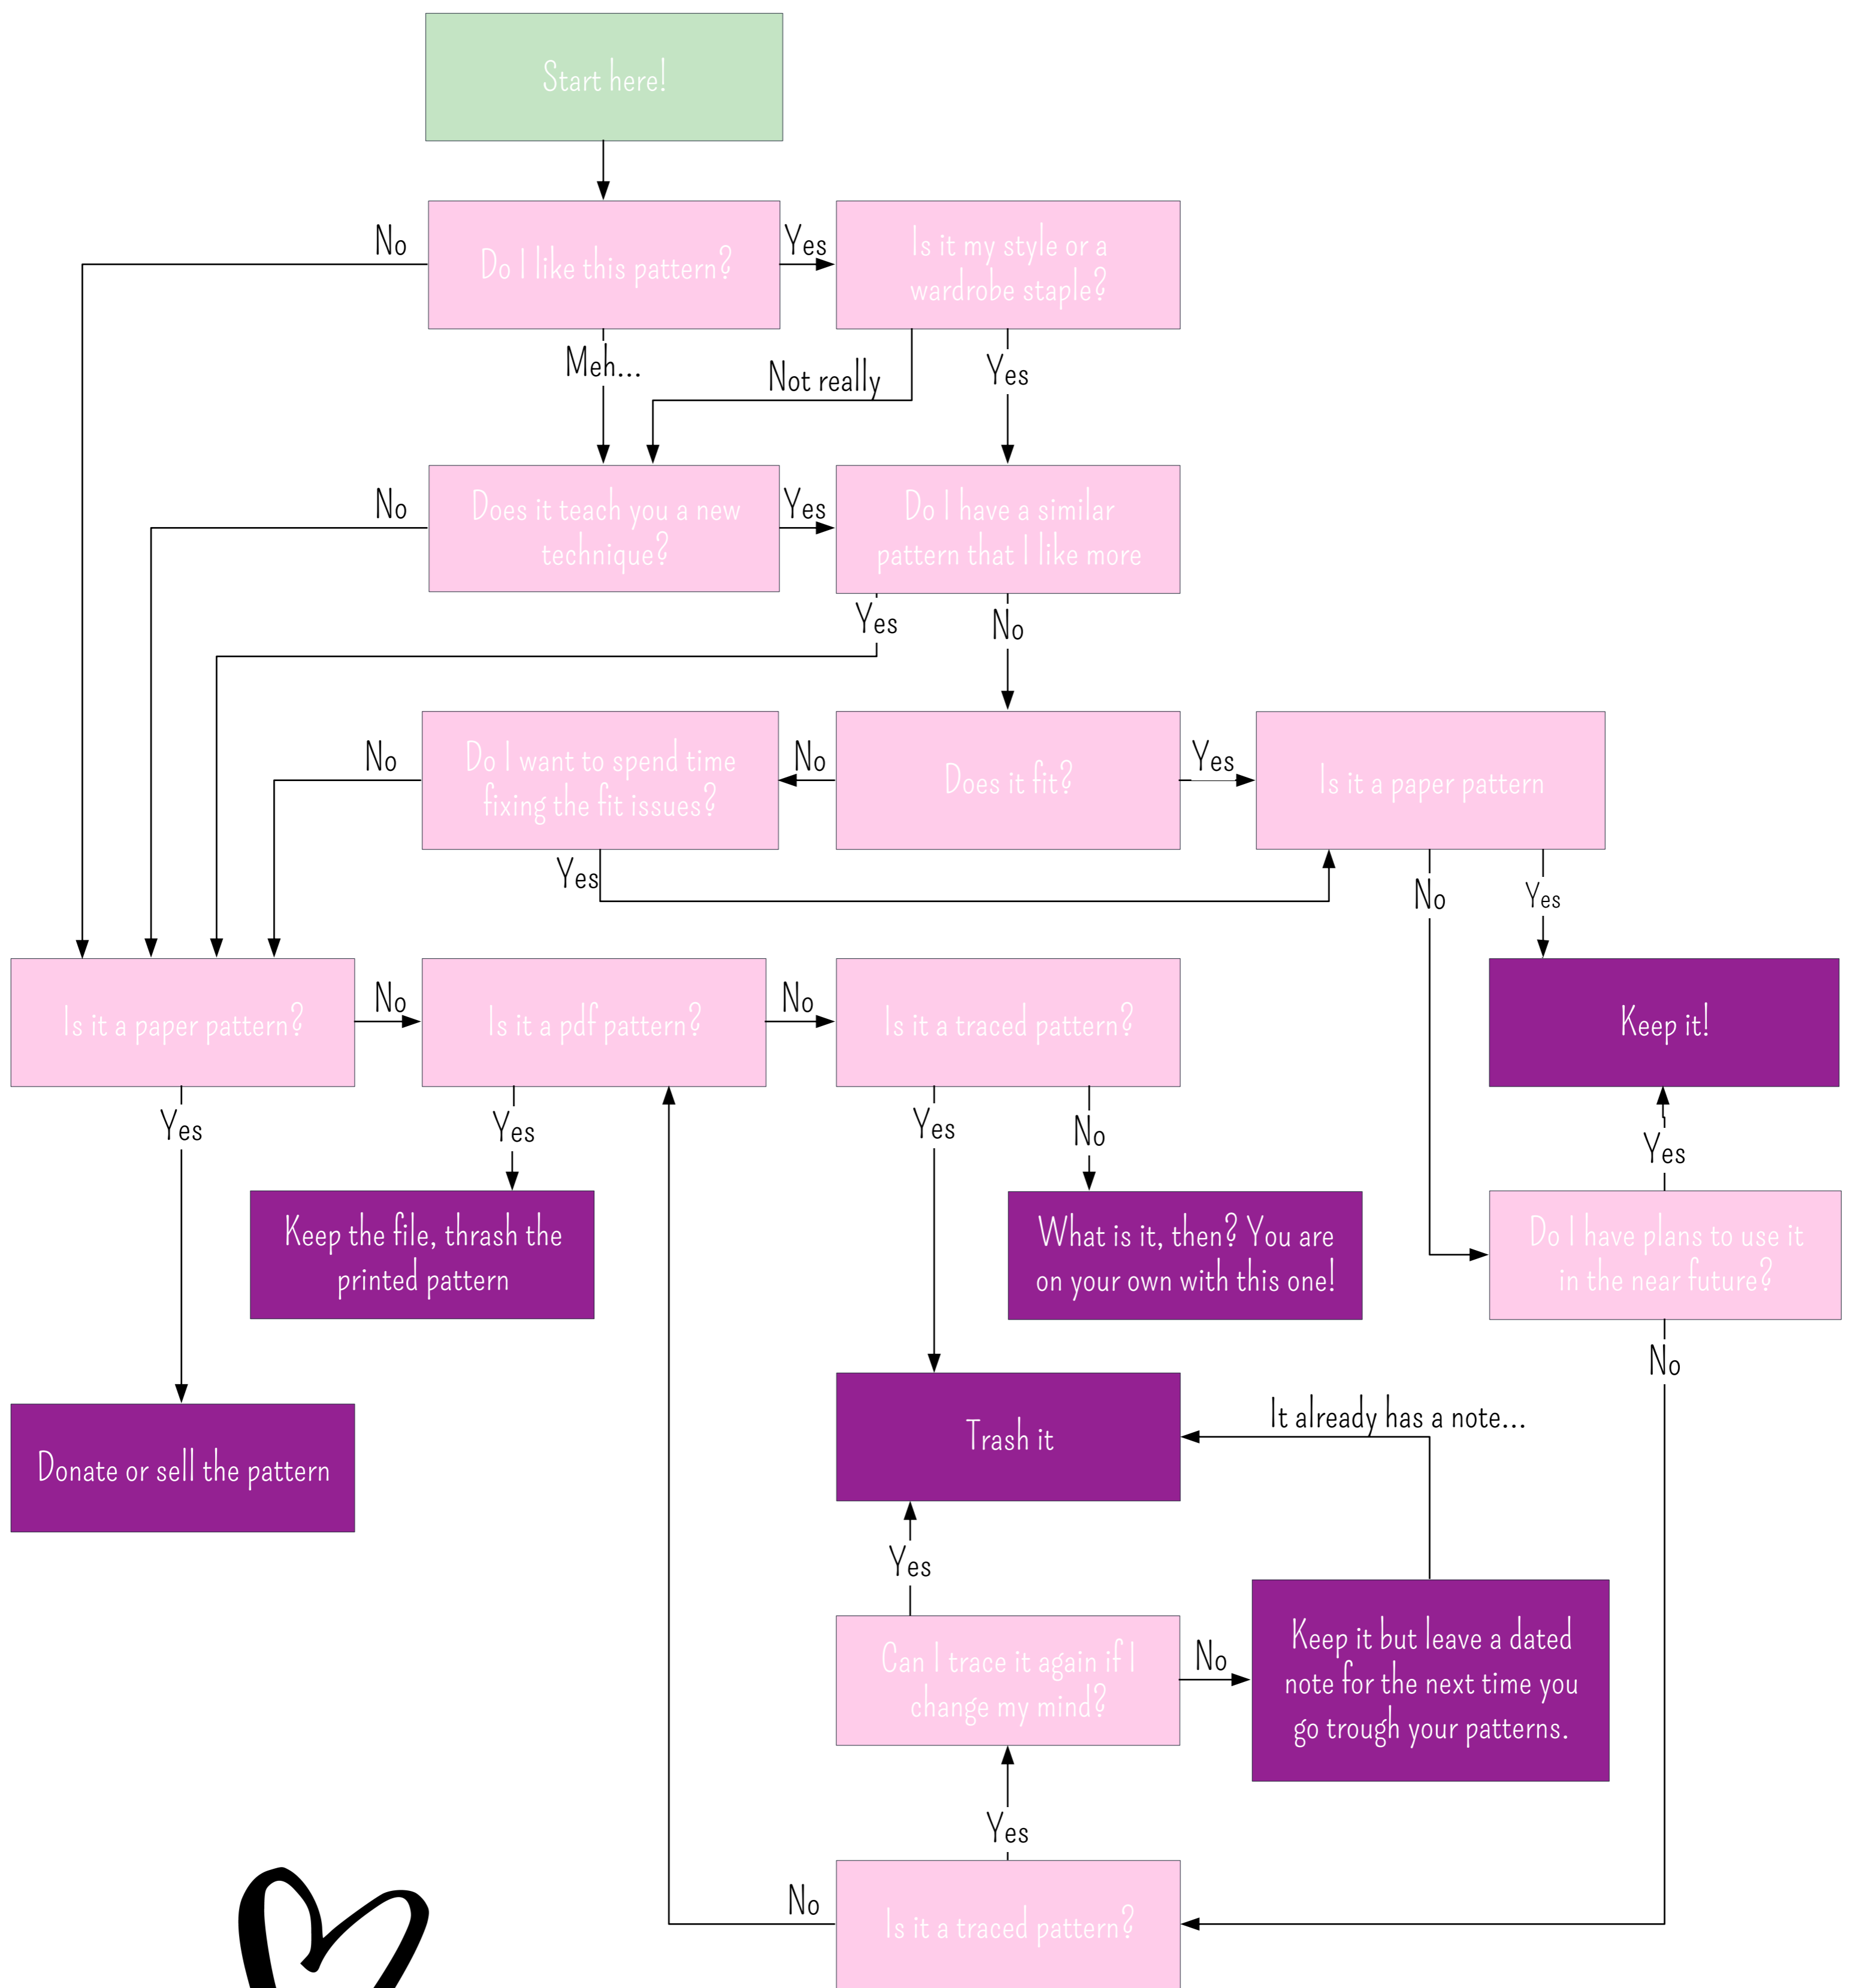 Start here!
No
Do I like this pattern?
Yes
Is it my style or a
wardrobe staple?
Meh...
Not really
Yes
No
Does it teach you a new
technique?
Yes
Do I have a similar
pattern that I like more
Yes
No
No
Do I want to spend time
fixing the fit issues?
No
Does it fit?
Yes
Is it a paper pattern
Yes
No
Yes
Is it a paper pattern?
No
Is it a pdf pattern?
No
Is it a traced pattern?
Keep it!
Yes
Yes
Yes
No
Yes
Keep the file, thrash the
printed pattern
What is it, then? You are
on your own with this one!
Do I have plans to use it
in the near future?
No
Donate or sell the pattern
Trash it
It already has a note...
Yes
Can I trace it again if I
change my mind?
No
Keep it but leave a dated
note for the next time you
go trough your patterns.
Yes
No
Is it a traced pattern?